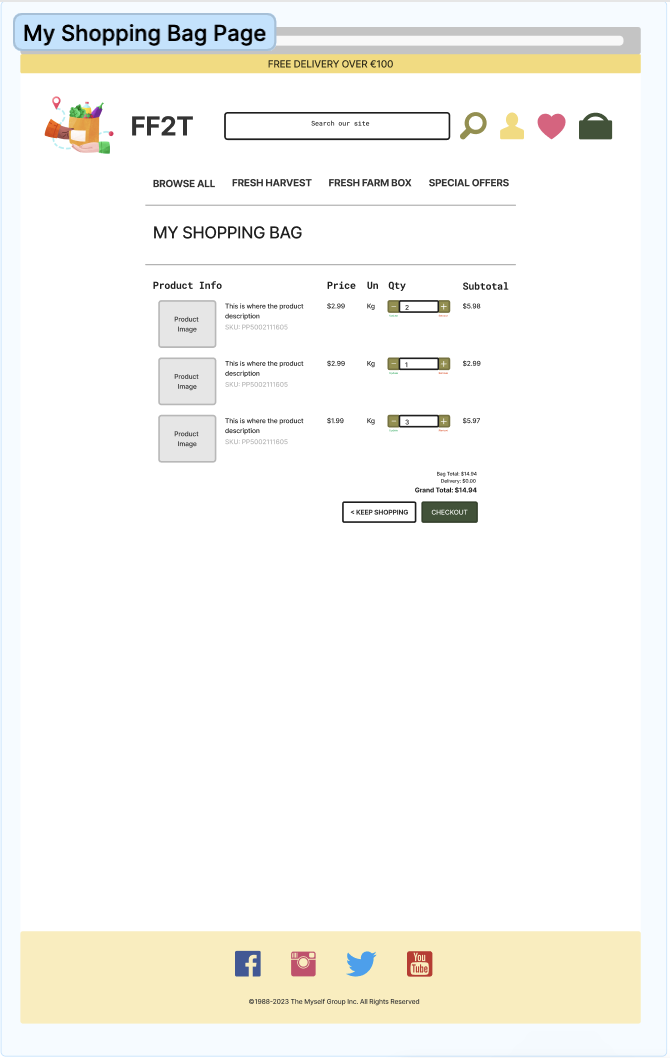 My Shopping Bag Page
FREE DELIVERY OVER €100
FF2T
Search our site
BROWSE ALL FRESH HARVEST FRESH FARM BOX SPECIAL OFFERS
MY SHOPPING BAG
Product Info Price Un Qty Subtotal
Product
Image
This is where the product
description
SKU: PP5002111605
$2.99 Kg - 2 + $5.98
Product
Image
This is where the product
description
SKU: PP5002111605
$2.99 Kg - 1 + $2.99
Product
Image
This is where the product
description
SKU: PP5002111605
$1.99 Kg - 3 + $5.97
Bag Total: $14.94
Delivery: $0.00
Grand Total: $14.94
< KEEP SHOPPING CHECKOUT
You
Tube
©1988-2023 The Myself Group Inc. All Rights Reserved